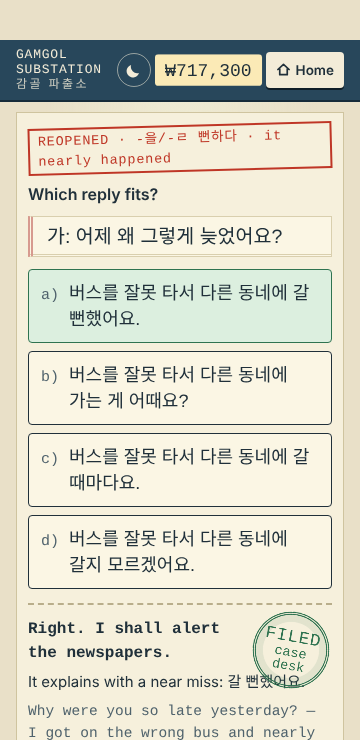 GAMGOL
SUBSTATION
감골 파출소
₩717,300
Home
REOPENED · -을/-ㄹ 뻔하다 · it
nearly happened
Which reply fits?
가: 어제 왜 그렇게 늦었어요?
a) 버스를 잘못 타서 다른 동네에 갈
뻔했어요.
b) 버스를 잘못 타서 다른 동네에
가는 게 어때요?
c) 버스를 잘못 타서 다른 동네에 갈
때마다요.
d) 버스를 잘못 타서 다른 동네에
갈지 모르겠어요.
Right. I shall alert
the newspapers.
FILED
case
desk
It explains with a near miss: 갈 뻔했어요.
Why were you so late yesterday? —
I got on the wrong bus and nearly